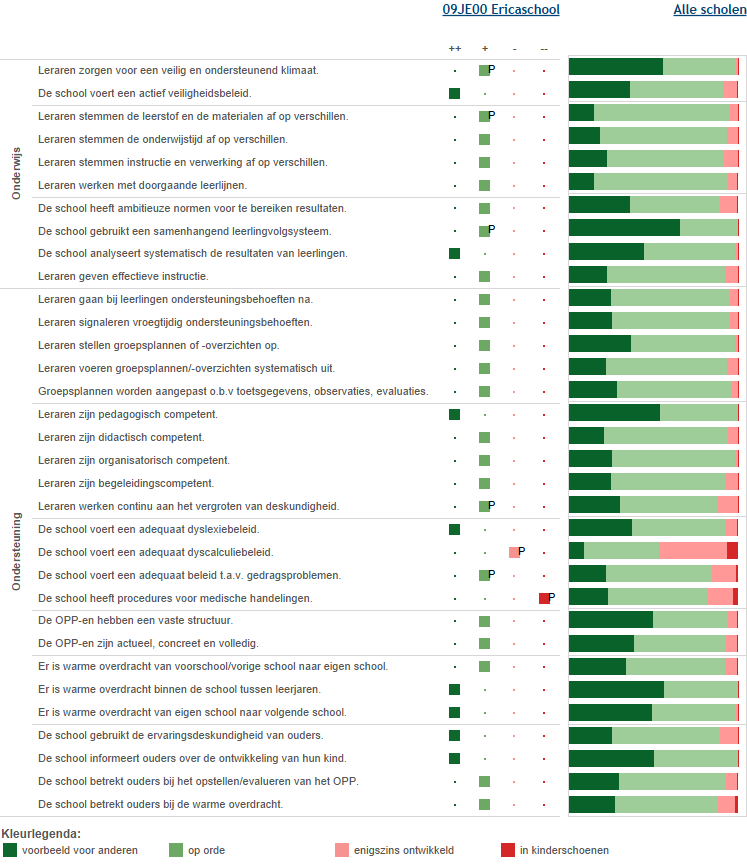 09JE00 Ericaschool Alle scholen
++ + - --
Onderwijs
Leraren zorgen voor een veilig en ondersteunend klimaat. P
De school voert een actief veiligheidsbeleid.
Leraren stemmen de leerstof en de materialen af op verschillen. P
Leraren stemmen de onderwijstijd af op verschillen.
Leraren stemmen instructie en verwerking af op verschillen.
Leraren werken met doorgaande leerlijnen.
De school heeft ambitieuze normen voor te bereiken resultaten.
De school gebruikt een samenhangend leerlingvolgsysteem. P
De school analyseert systematisch de resultaten van leerlingen.
Leraren geven effectieve instructie.
Ondersteuning
Leraren gaan bij leerlingen ondersteuningsbehoeften na.
Leraren signaleren vroegtijdig ondersteuningsbehoeften.
Leraren stellen groepsplannen of -overzichten op.
Leraren voeren groepsplannen/-overzichten systematisch uit.
Groepsplannen worden aangepast o.b.v toetsgegevens, observaties, evaluaties.
Leraren zijn pedagogisch competent.
Leraren zijn didactisch competent.
Leraren zijn organisatorisch competent.
Leraren zijn begeleidingscompetent.
Leraren werken continu aan het vergroten van deskundigheid. P
De school voert een adequaat dyslexiebeleid.
De school voert een adequaat dyscalculiebeleid. P
De school voert een adequaat beleid t.a.v. gedragsproblemen. P
De school heeft procedures voor medische handelingen. P
De OPP-en hebben een vaste structuur.
De OPP-en zijn actueel, concreet en volledig.
Er is warme overdracht van voorschool/vorige school naar eigen school.
Er is warme overdracht binnen de school tussen leerjaren.
Er is warme overdracht van eigen school naar volgende school.
De school gebruikt de ervaringsdeskundigheid van ouders.
De school informeert ouders over de ontwikkeling van hun kind.
De school betrekt ouders bij het opstellen/evalueren van het OPP.
De school betrekt ouders bij de warme overdracht.
Kleurlegenda:
voorbeeld voor anderen op orde enigszins ontwikkeld in kinderschoenen